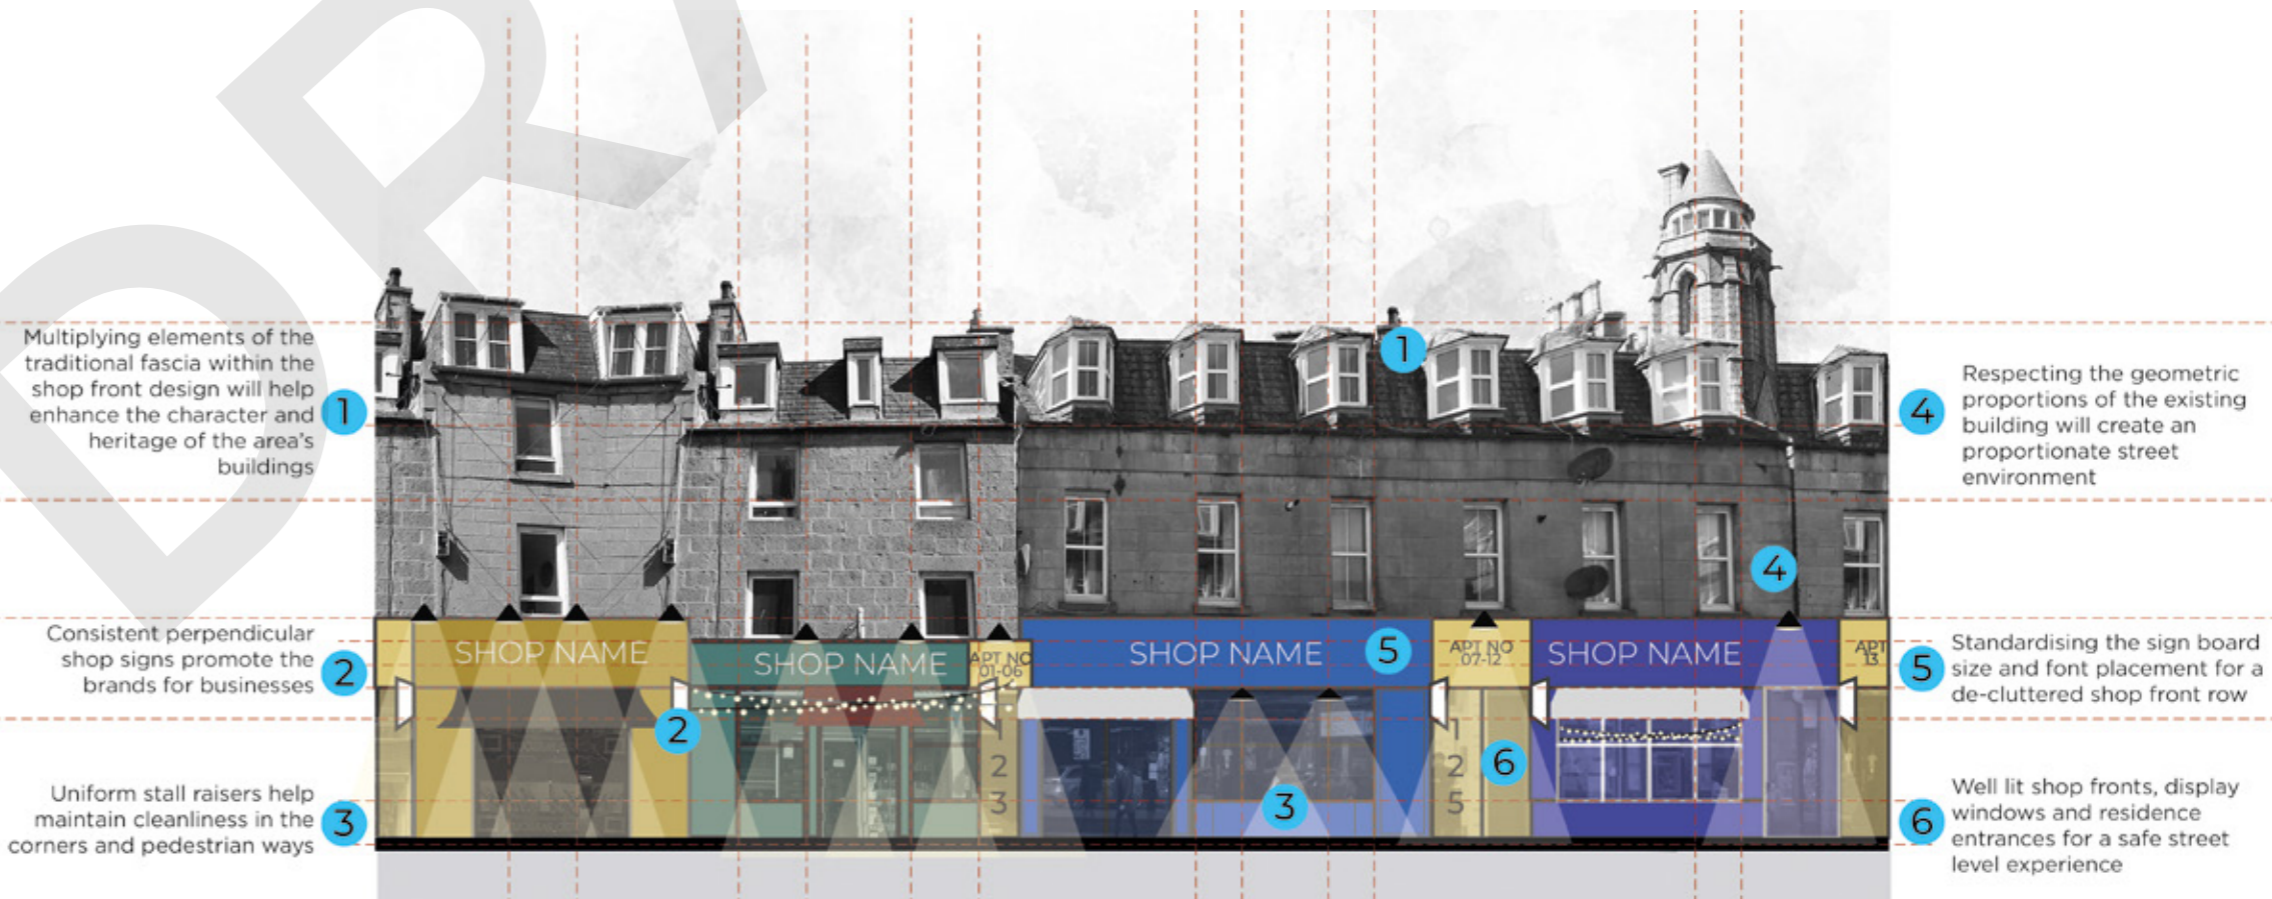 DRA
Multiplying elements of the
traditional fascia within the
shop front design will help
enhance the character and
heritage of the area's
buildings
1
Consistent perpendicular
shop signs promote the
brands for businesses
2
Uniform stall raisers help
maintain cleanliness in the
corners and pedestrian ways
3
1
4
SHOP NAME
SHOP NAME
APT NO
01-06
SHOP NAME
5
APT NO
07-12
SHOP NAME
APT
13
2
1
2
3
3
1
2
5
6
4
Respecting the geometric
proportions of the existing
building will create an
proportionate street
environment
5
Standardising the sign board
size and font placement for a
de-cluttered shop front row
6
Well lit shop fronts, display
windows and residence
entrances for a safe street
level experience